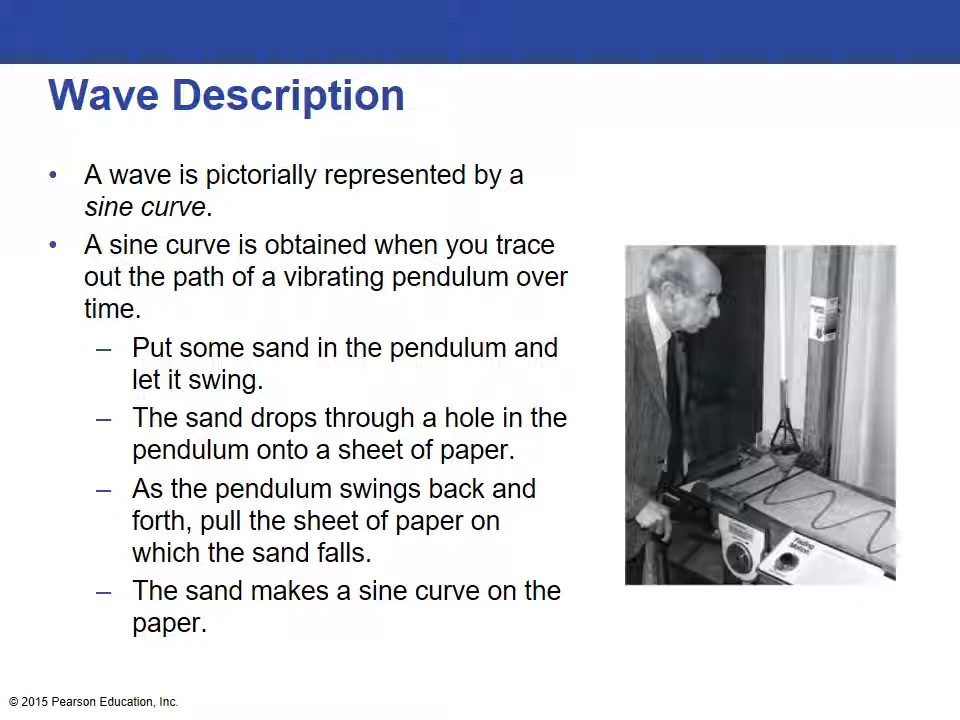 Wave Description
• A wave is pictorially represented by a
sine curve.
• A sine curve is obtained when you trace
out the path of a vibrating pendulum over
time.
– Put some sand in the pendulum and
let it swing.
– The sand drops through a hole in the
pendulum onto a sheet of paper.
– As the pendulum swings back and
forth, pull the sheet of paper on
which the sand falls.
– The sand makes a sine curve on the
paper.
© 2015 Pearson Education, Inc.